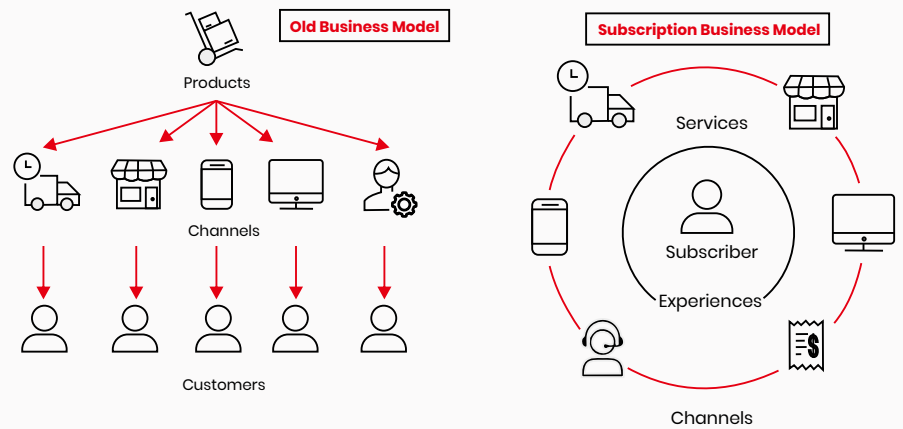 Old Business Model
Products
Channels
Customers
Subscription Business Model
Services
Subscriber
Experiences
$
Channels